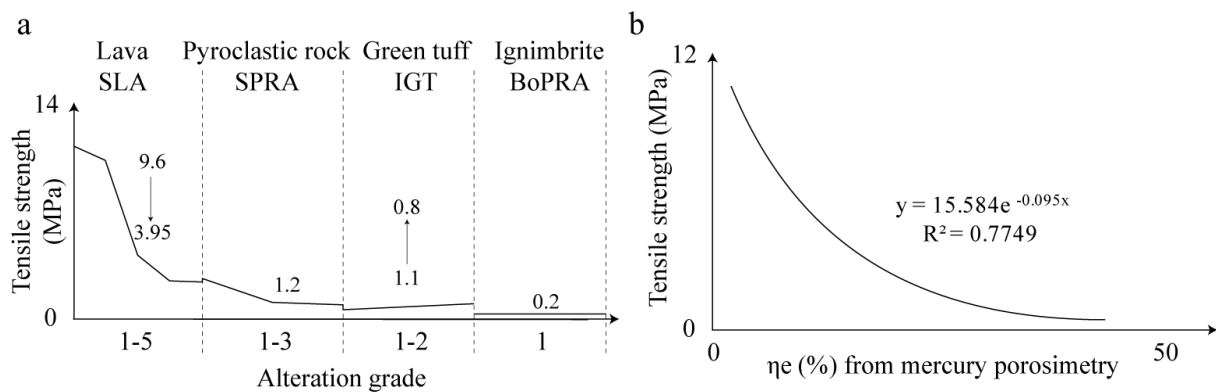 a
Lava
SLA
Pyroclastic rock
SPRA
Green tuff
IGT
Ignimbrite
BoPRA
14
Tensile strength
(MPa)
0
9.6
3.95
1.2
0.8
1.1
0.2
1-5
1-3
1-2
1
Alteration grade
b
12
Tensile strength (MPa)
0
y = 15.584e -0.095x
R² = 0.7749
0
50
ηe (%) from mercury porosimetry